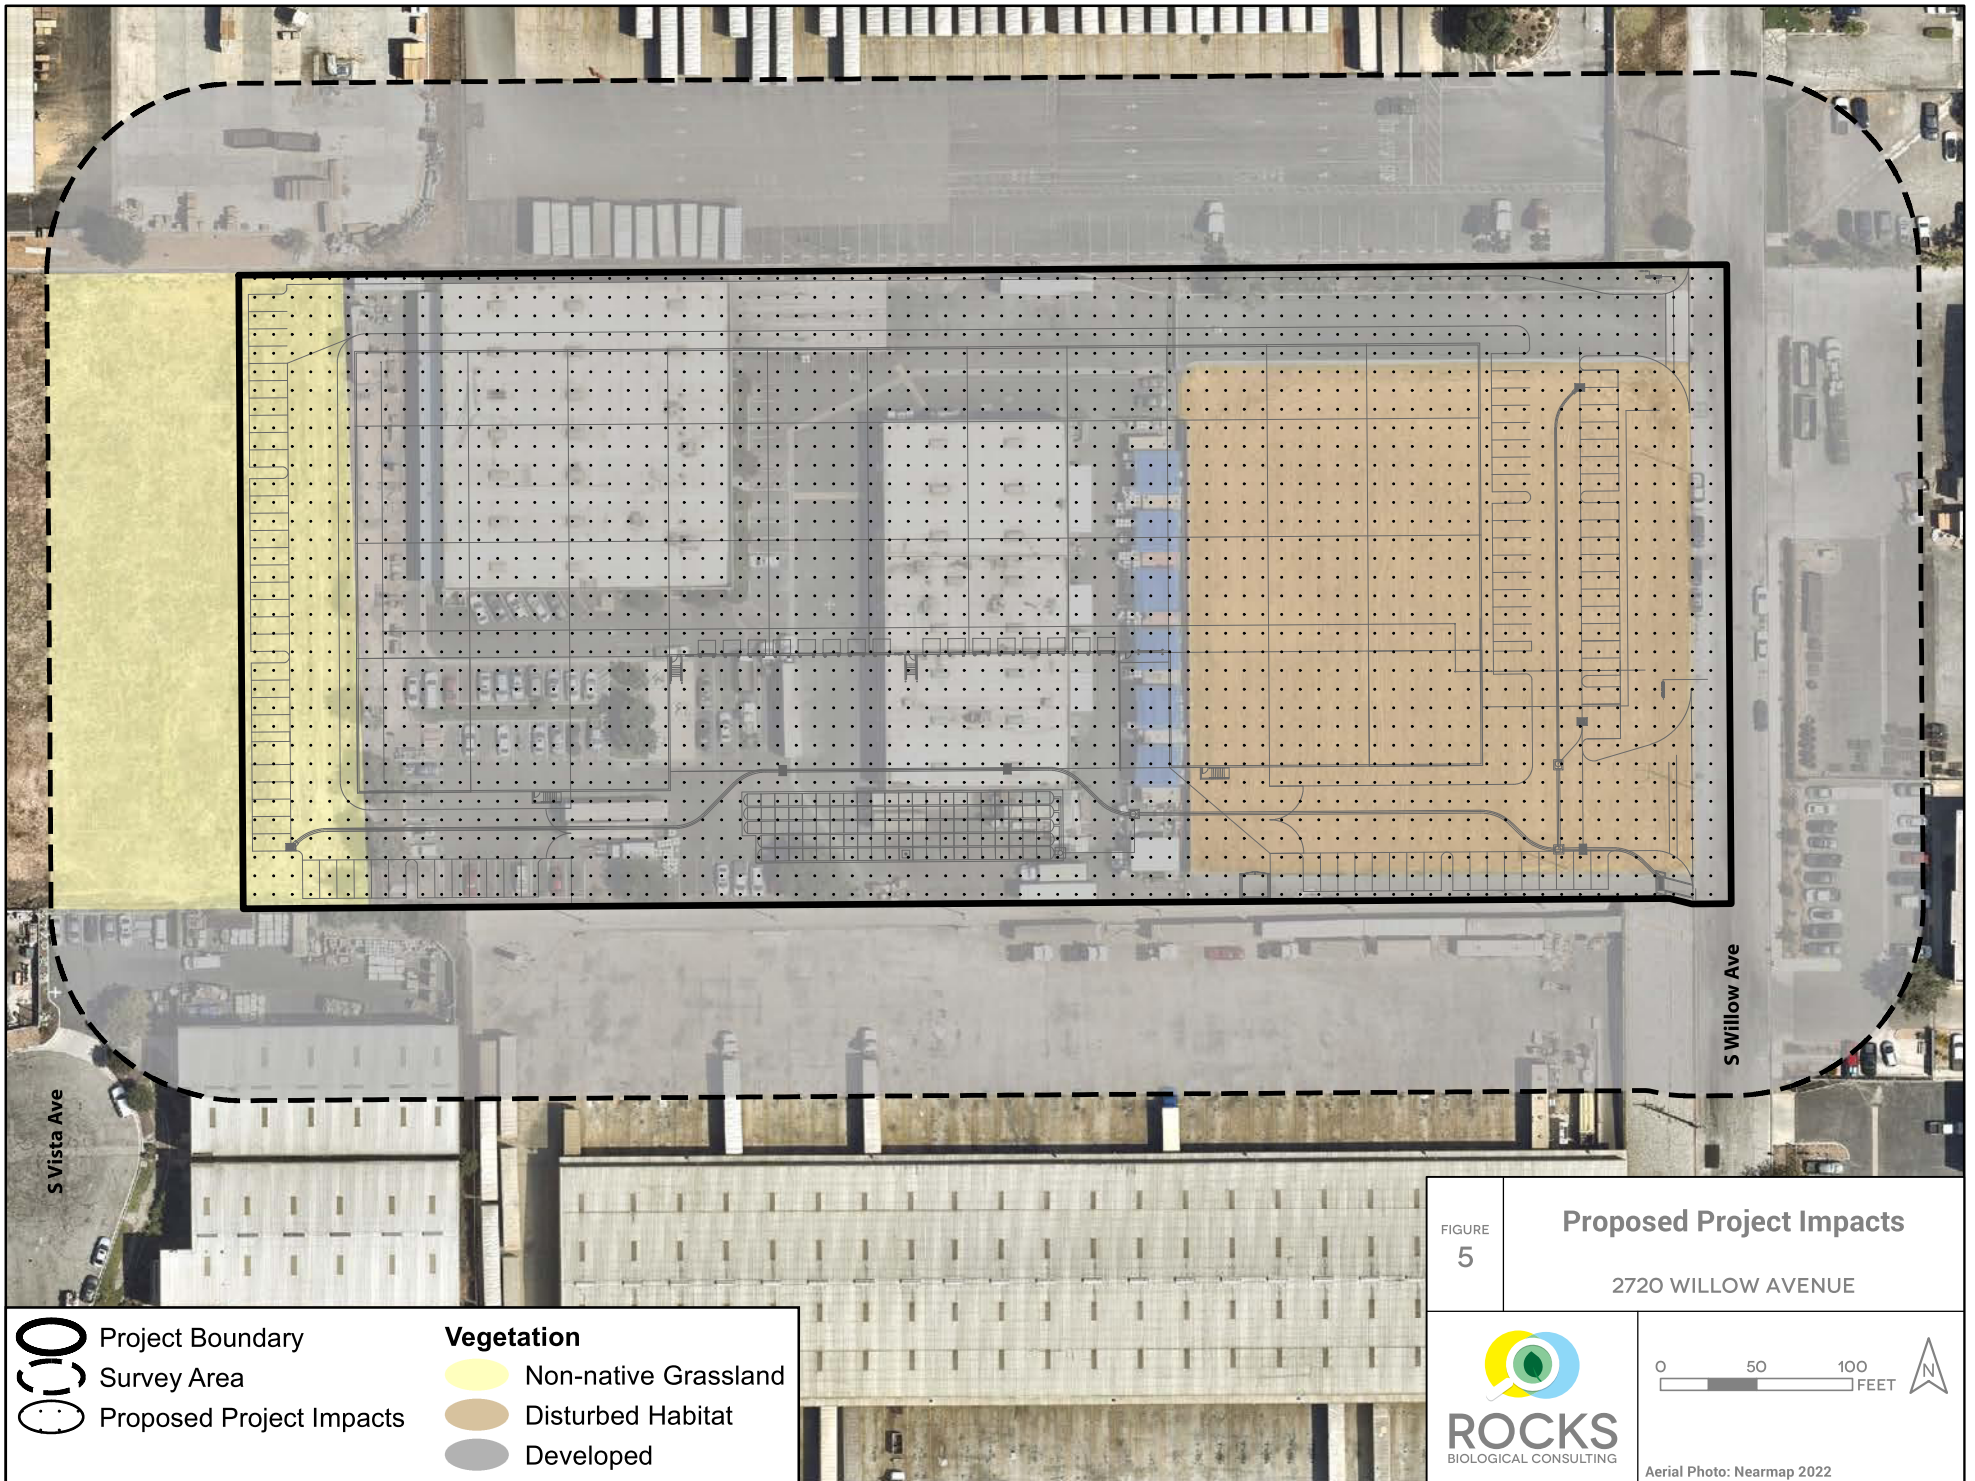 S Willow Ave
S Vista Ave
Project Boundary
Survey Area
Proposed Project Impacts
Vegetation
Non-native Grassland
Disturbed Habitat
Developed
FIGURE
5
Proposed Project Impacts
2720 WILLOW AVENUE
ROCKS
BIOLOGICAL CONSULTING
0 50 100
FEET
N
Aerial Photo: Nearmap 2022